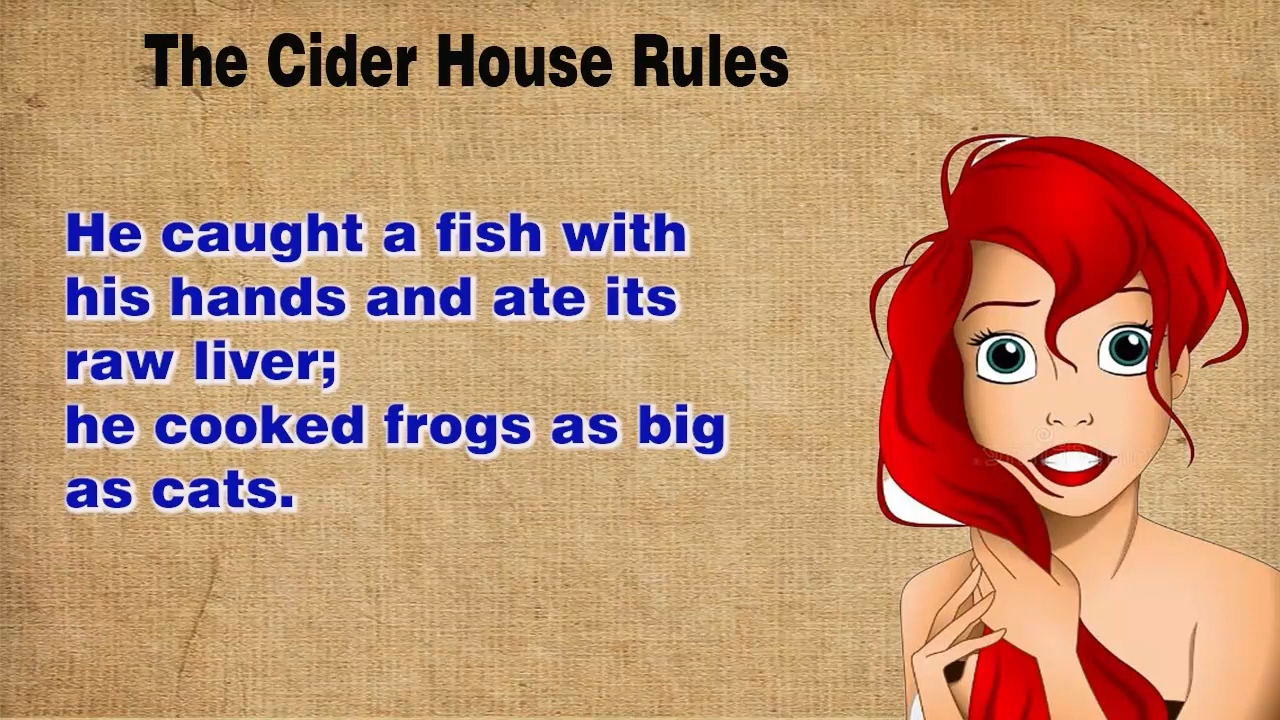 The Cider House Rules
He caught a fish with
his hands and ate its
raw liver;
he cooked frogs as big
as cats.